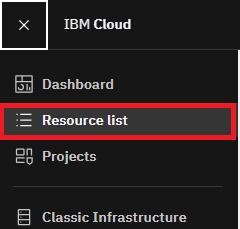 IBM Cloud
Dashboard
Resource list
Projects
Classic Infrastructure